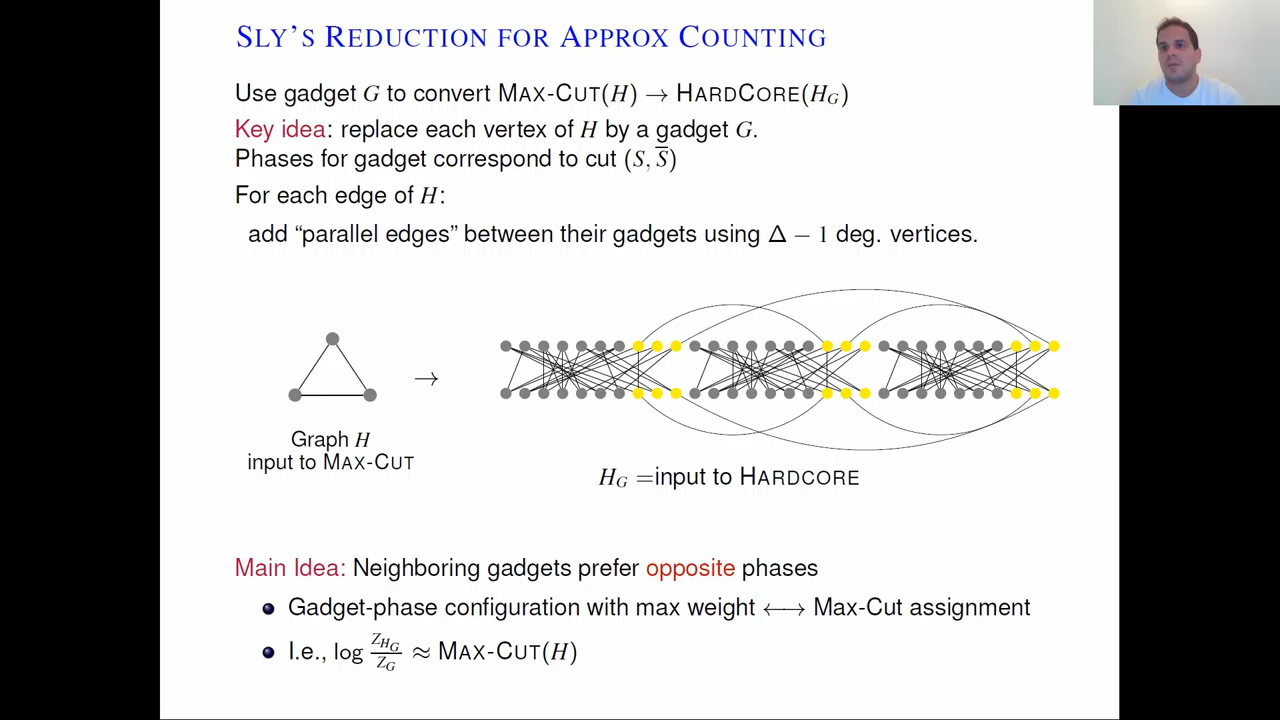 SLY'S REDUCTION FOR APPROX COUNTING
Use gadget G to convert MAX-CUT(H) → HARDCORE(H_G)
Key idea: replace each vertex of H by a gadget G.
Phases for gadget correspond to cut (S, S̅)
For each edge of H:
add “parallel edges” between their gadgets using Δ − 1 deg. vertices.
→
Graph H
input to MAX-CUT
H_G =input to HARDCORE
Main Idea: Neighboring gadgets prefer opposite phases
Gadget-phase configuration with max weight ⟷ Max-Cut assignment
I.e., log Z_{H_G}/Z_G ≈ MAX-CUT(H)